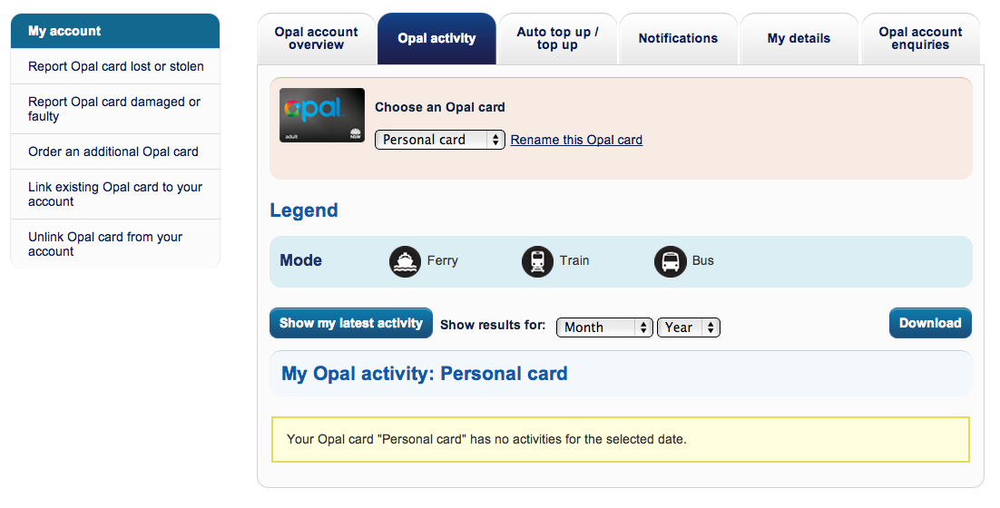 My account
Report Opal card lost or stolen
Report Opal card damaged or
faulty
Order an additional Opal card
Link existing Opal card to your
account
Unlink Opal card from your
account
Opal account
overview
Opal activity
Auto top up /
top up
Notifications
My details
Opal account
enquiries
opal
adult
NSW
Choose an Opal card
Personal card
Rename this Opal card
Legend
Mode
Ferry
Train
Bus
Show my latest activity
Show results for:
Month
Year
Download
My Opal activity: Personal card
Your Opal card "Personal card" has no activities for the selected date.